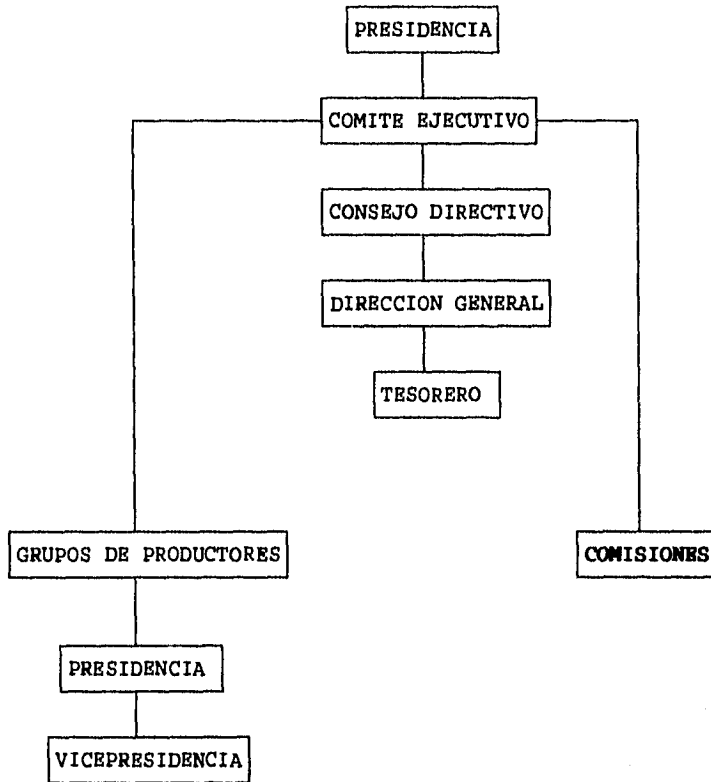 PRESIDENCIA
COMITE EJECUTIVO
CONSEJO DIRECTIVO
DIRECCION GENERAL
TESORERO
GRUPOS DE PRODUCTORES
COMISIONES
PRESIDENCIA
VICEPRESIDENCIA